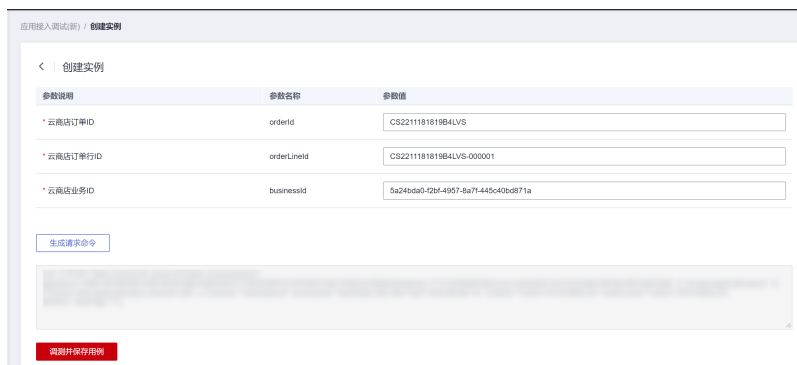 应用接入调试(新) / 创建实例
创建实例
参数说明 参数名称 参数值
* 云商店订单ID orderId CS2211181819B4LVS
* 云商店订单行ID orderLineId CS2211181819B4LVS-000001
* 云商店业务ID businessId 5a24bda0-f2bf-4957-8a7f-445c40bd871a
生成请求命令
调测并保存用例